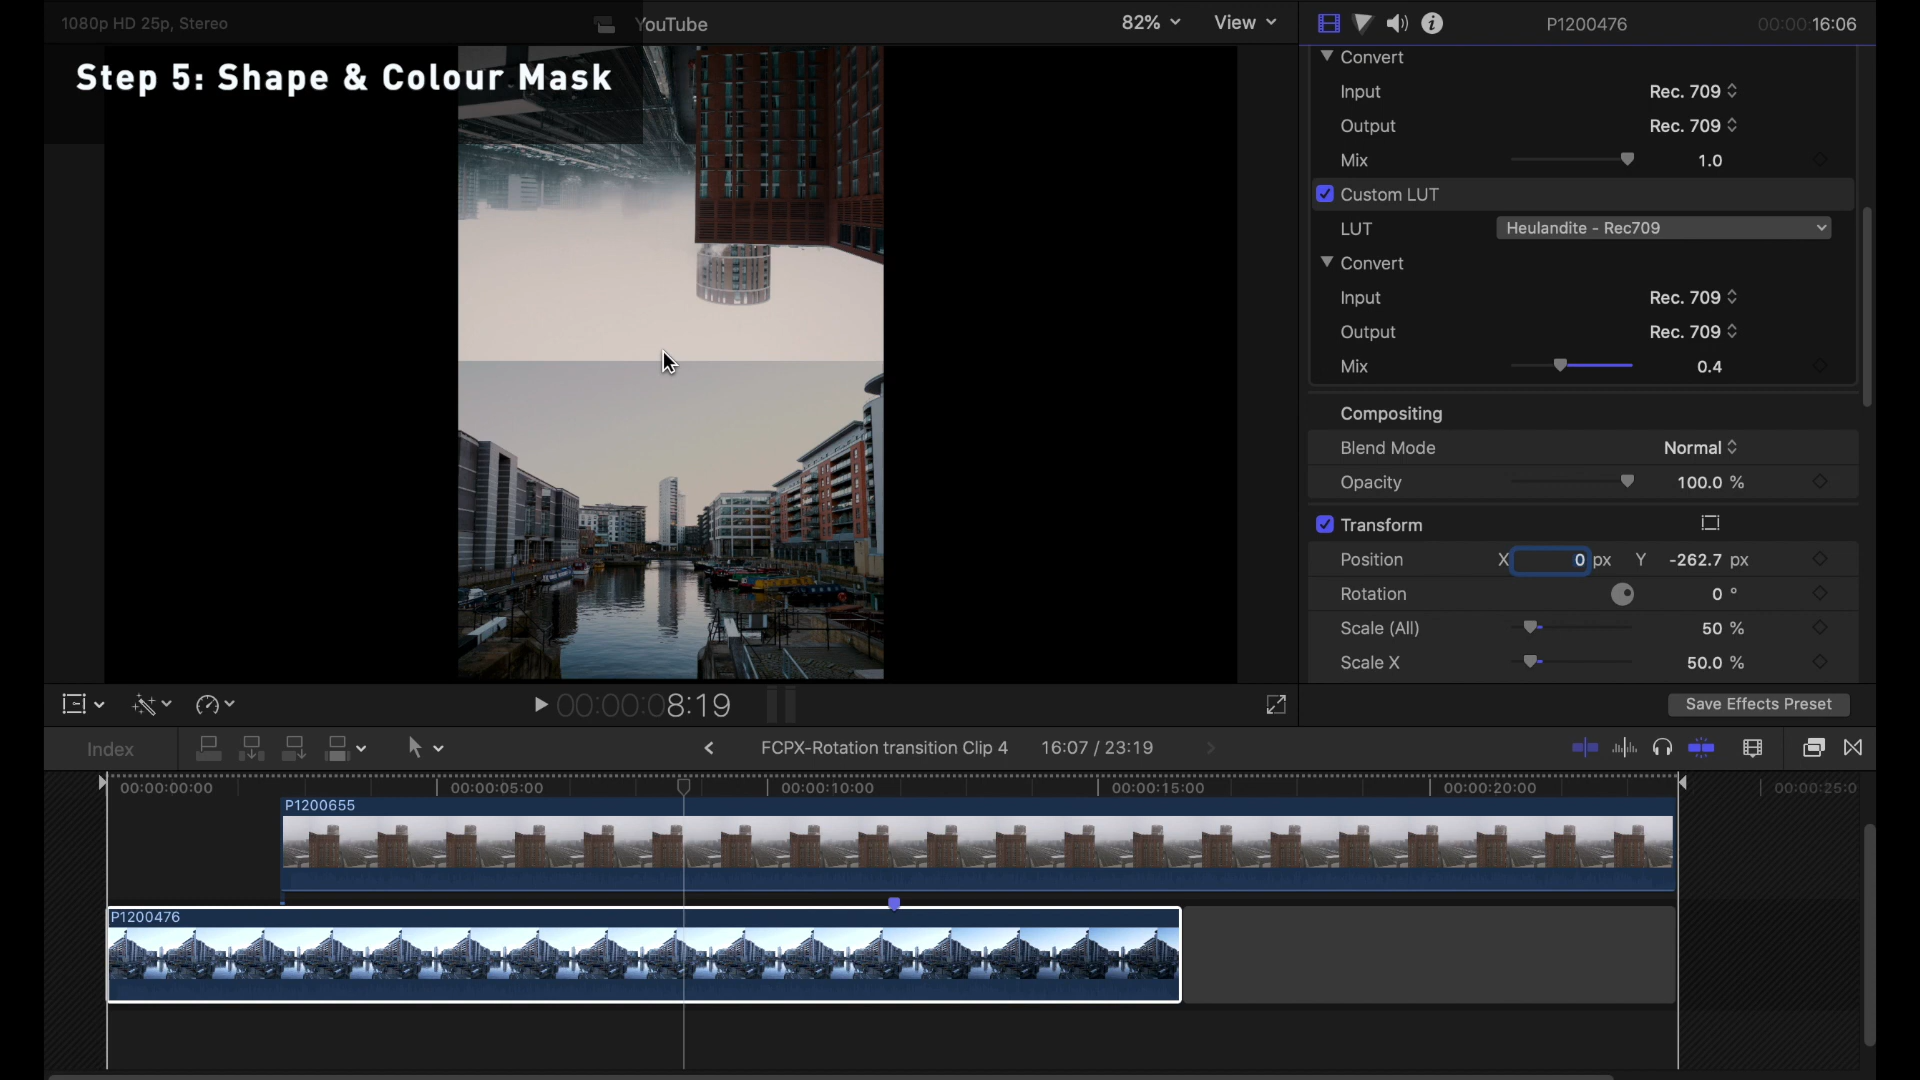 1080p HD 25p, Stereo
YouTube
82%
View
P1200476
00:00:16:06
Step 5: Shape & Colour Mask
Convert
Input
Rec. 709
Output
Rec. 709
Mix
1.0
Custom LUT
LUT
Heulandite - Rec709
Convert
Input
Rec. 709
Output
Rec. 709
Mix
0.4
Compositing
Blend Mode
Normal
Opacity
100.0 %
Transform
Position
X 0 px Y -262.7 px
Rotation
0 °
Scale (All)
50 %
Scale X
50.0 %
00:00:08:19
Save Effects Preset
Index
FCPX-Rotation transition Clip 4
16:07 / 23:19
00:00:00:00
00:00:05:00
00:00:10:00
00:00:15:00
00:00:20:00
00:00:25:0
P1200655
P1200476